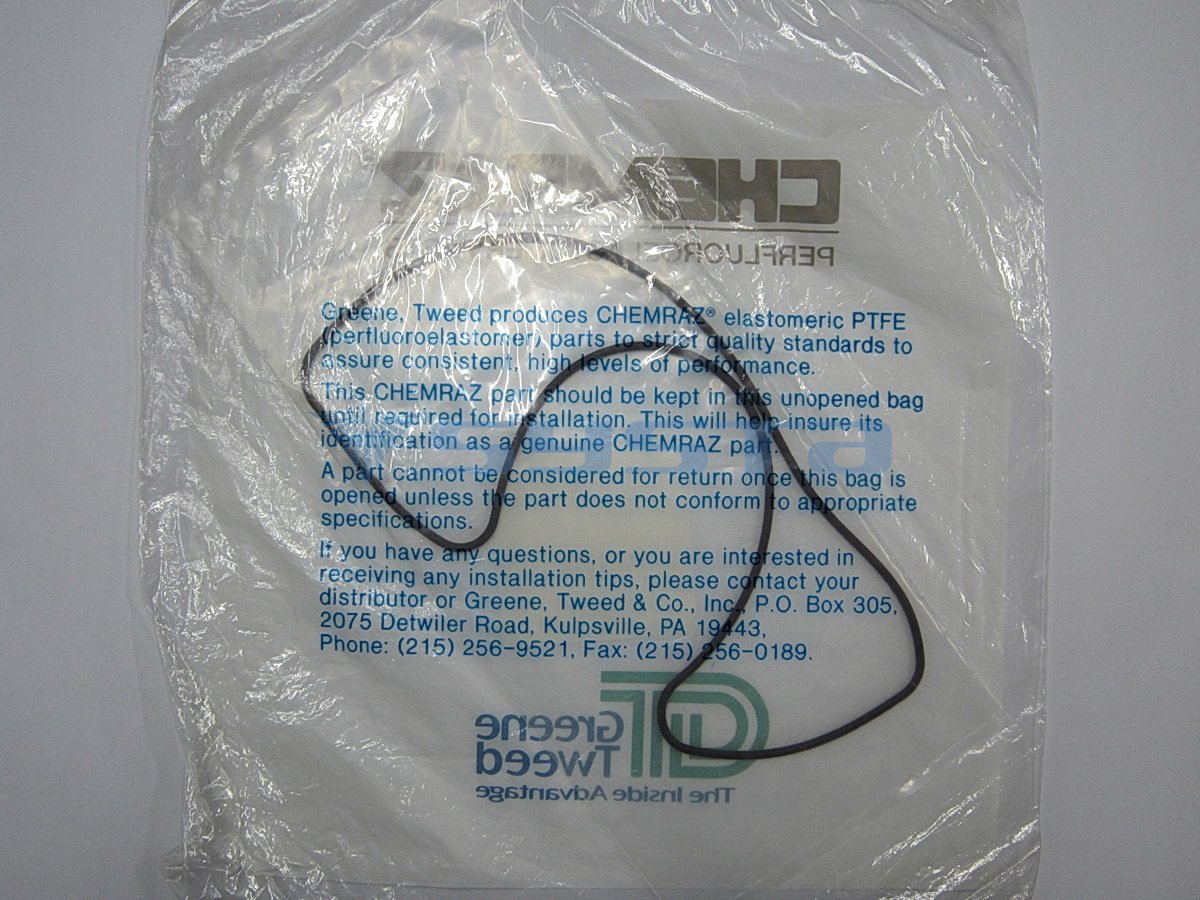 PERFLUORO
Greene, Tweed produces CHEMRAZ® elastomeric PTFE
(perfluoroelastomer) parts to strict quality standards to
assure consistent, high levels of performance.
This CHEMRAZ part should be kept in this unopened bag
until required for installation. This will help insure its
identification as a genuine CHEMRAZ part.
A part cannot be considered for return once this bag is
opened unless the part does not conform to appropriate
specifications.
If you have any questions, or you are interested in
receiving any installation tips, please contact your
distributor or Greene, Tweed & Co., Inc., P.O. Box 305,
2075 Detwiler Road, Kulpsville, PA 19443,
Phone: (215) 256-9521, Fax: (215) 256-0189.
Greene
Tweed
The Inside Advantage